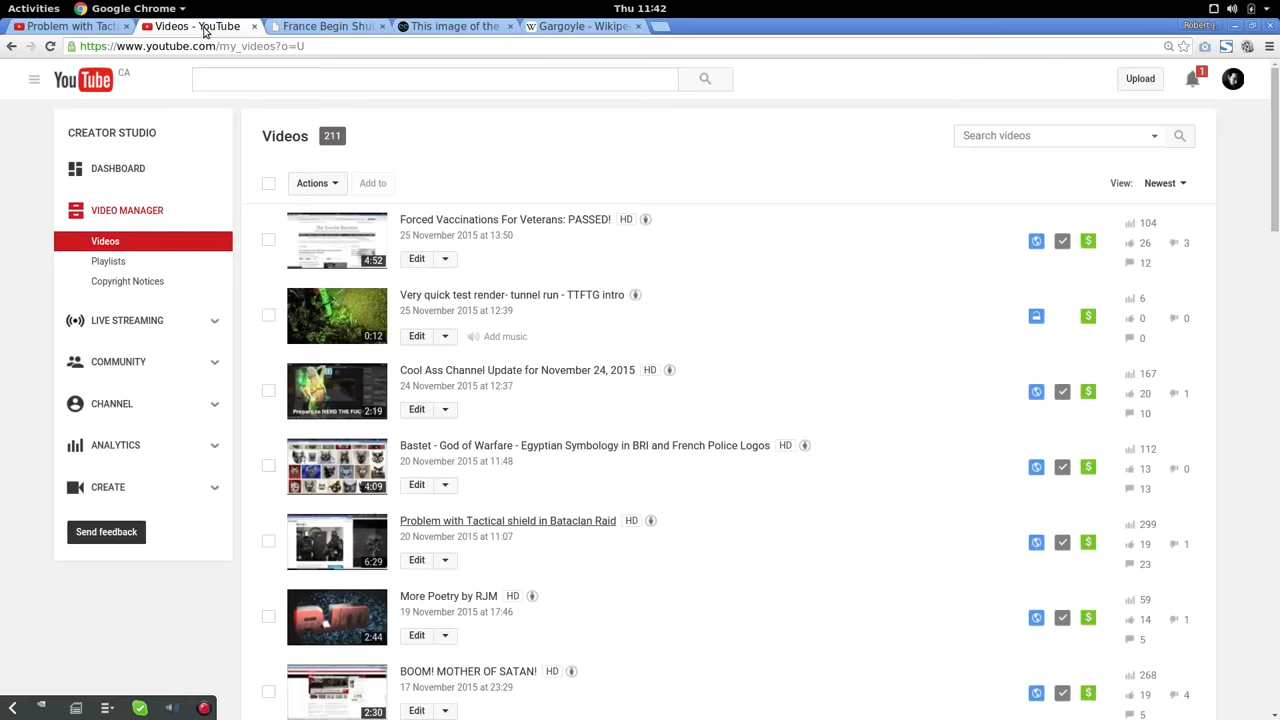 Activities
Google Chrome
Thu 11:42
Problem with Tacti
Videos - YouTube
France Begin Shut
This image of the
Gargoyle - Wikipe
Robert J.
https://www.youtube.com/my_videos?o=U
YouTube CA
Upload
1
CREATOR STUDIO
DASHBOARD
VIDEO MANAGER
Videos
Playlists
Copyright Notices
LIVE STREAMING
COMMUNITY
CHANNEL
ANALYTICS
CREATE
Send feedback
Videos 211
Search videos
Actions
Add to
View: Newest
4:52
Forced Vaccinations For Veterans: PASSED! HD
25 November 2015 at 13:50
Edit
104
26 3
12
0:12
Very quick test render- tunnel run - TTFTG intro
25 November 2015 at 12:39
Edit
Add music
6
0 0
0
Prepare to NERD THE FUC
2:19
Cool Ass Channel Update for November 24, 2015 HD
24 November 2015 at 12:37
Edit
167
20 1
10
4:09
Bastet - God of Warfare - Egyptian Symbology in BRI and French Police Logos HD
20 November 2015 at 11:48
Edit
112
13 0
13
6:29
Problem with Tactical shield in Bataclan Raid HD
20 November 2015 at 11:07
Edit
299
19 1
23
2:44
More Poetry by RJM HD
19 November 2015 at 17:46
Edit
59
14 1
5
2:30
BOOM! MOTHER OF SATAN! HD
17 November 2015 at 23:29
Edit
268
19 4
5